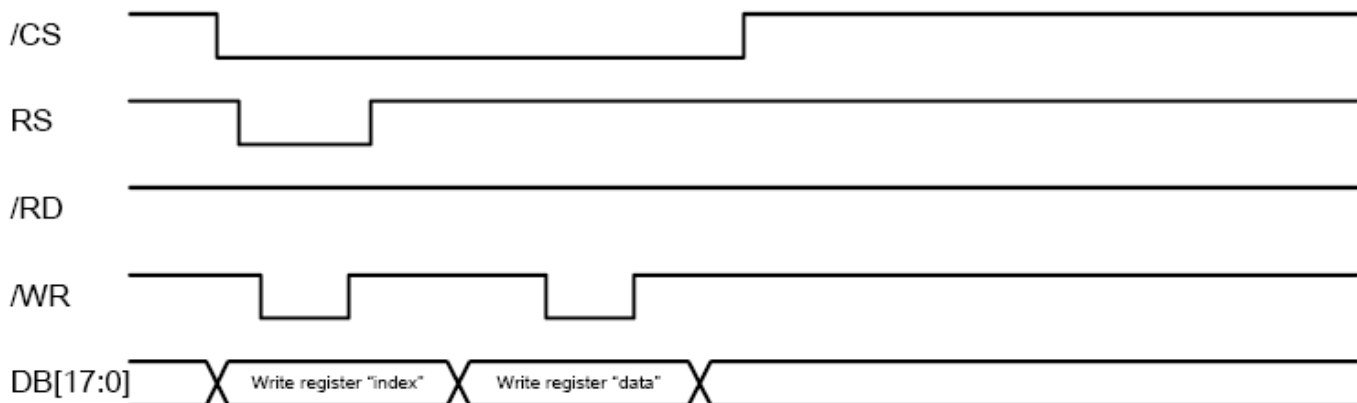 /CS
RS
/RD
/WR
DB[17:0] Write register “index” Write register “data”